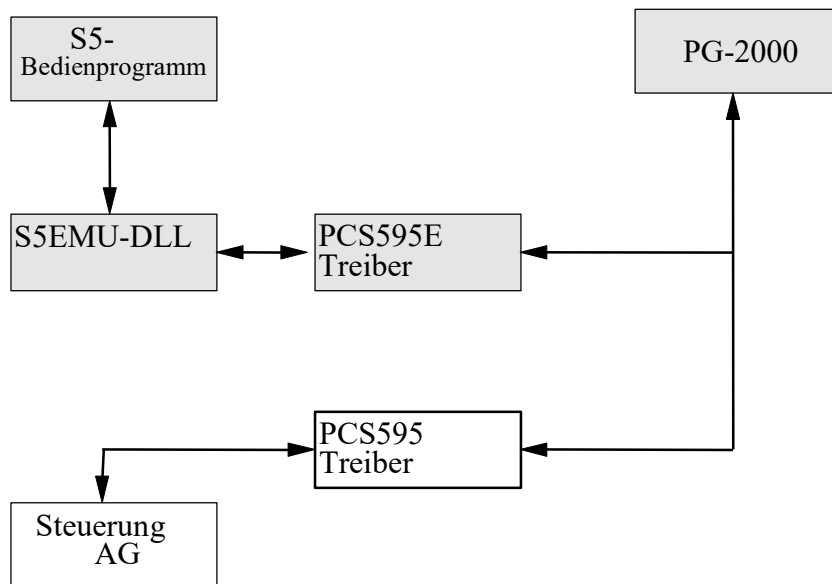 S5-
Bedienprogramm
PG-2000
S5EMU-DLL
PCS595E
Treiber
PCS595
Treiber
Steuerung
AG